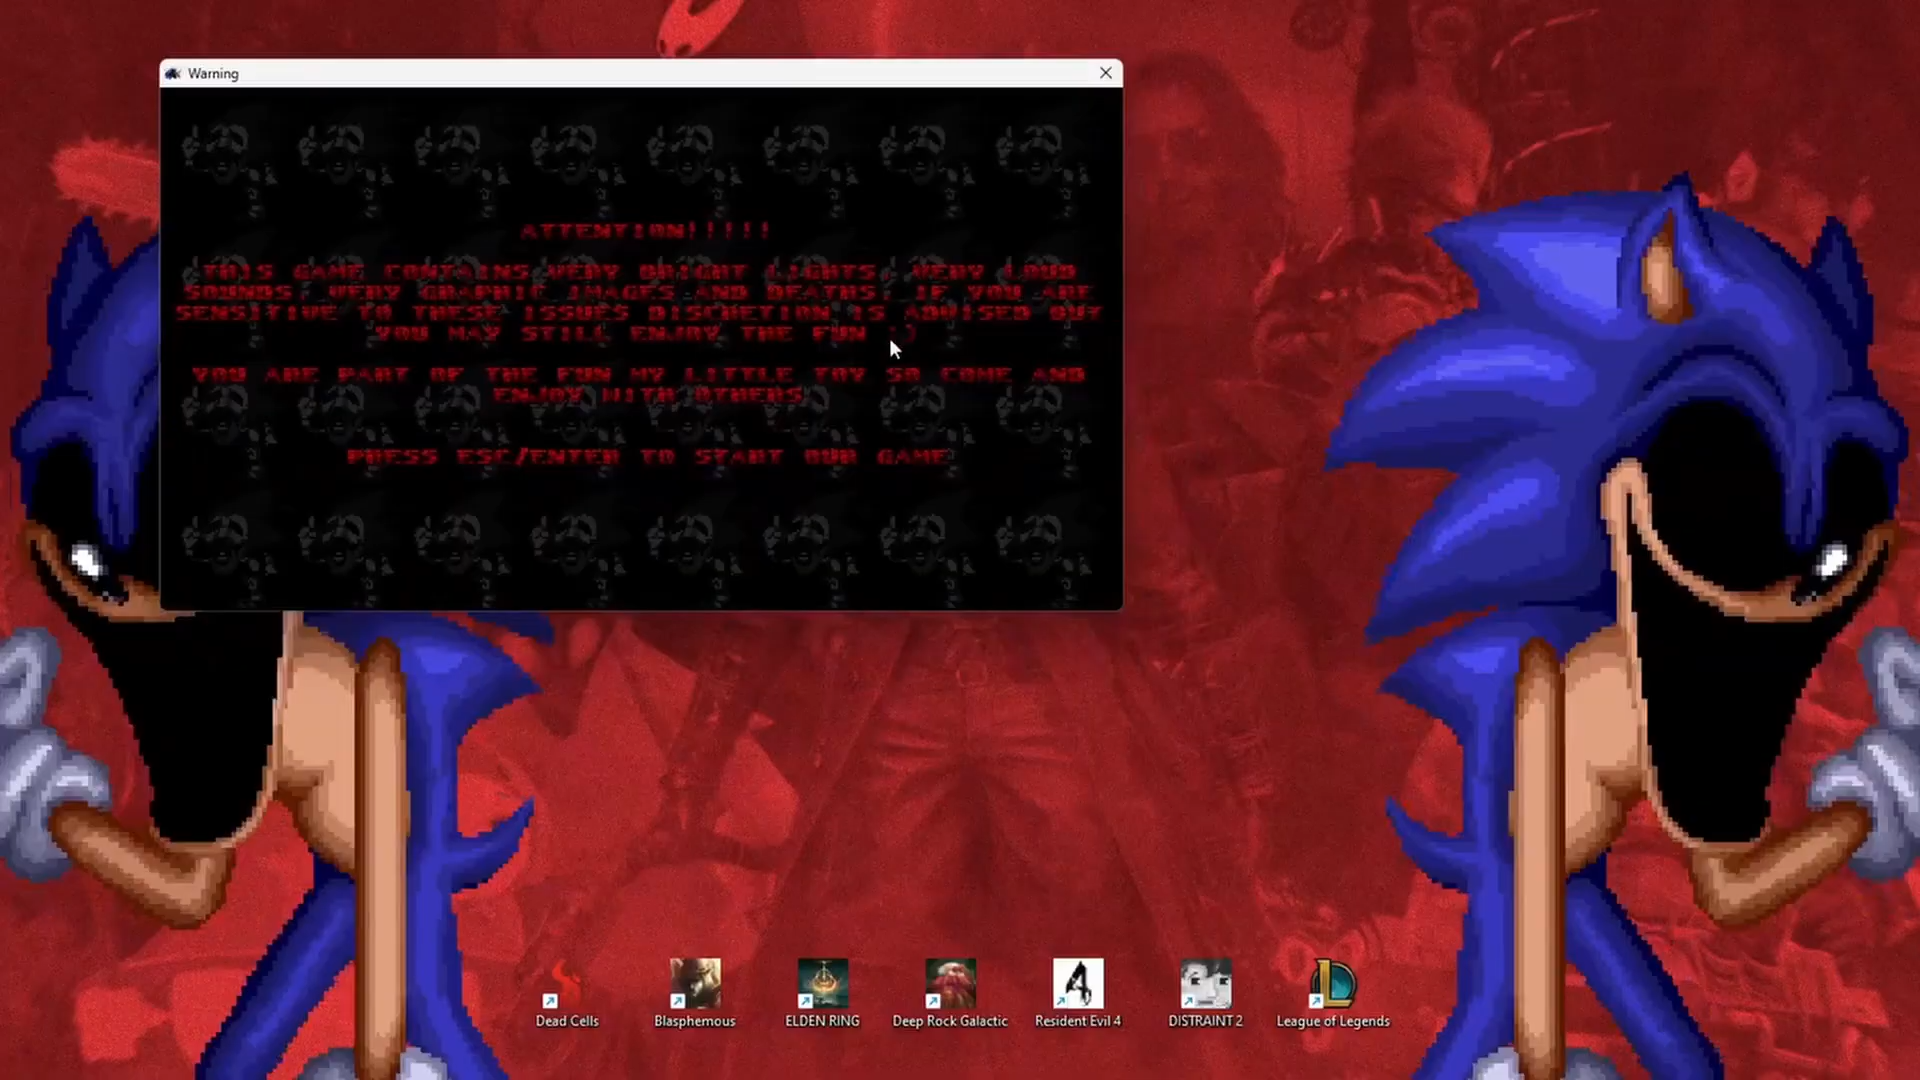 Warning
ATTENTION!!!!!
THIS GAME CONTAINS VERY BRIGHT LIGHTS, VERY LOUD
SOUNDS, VERY GRAPHIC IMAGES AND DEATHS, IF YOU ARE
SENSITIVE TO THESE ISSUES DISCRETION IS ADVISED BUT
YOU MAY STILL ENJOY THE FUN :)
YOU ARE PART OF THE FUN MY LITTLE TOY SO COME AND
ENJOY WITH OTHERS
PRESS ESC/ENTER TO START OUR GAME
Dead Cells
Blasphemous
ELDEN RING
Deep Rock Galactic
Resident Evil 4
DISTRAINT 2
League of Legends